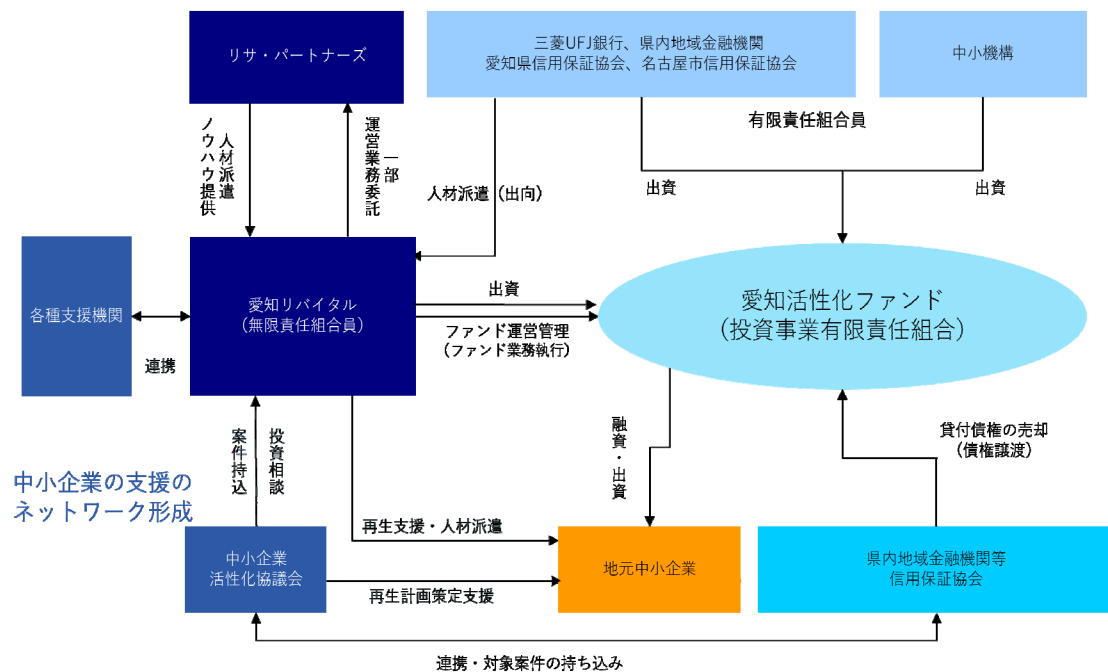 リサ・パートナーズ
三菱UFJ銀行、県内地域金融機関
愛知県信用保証協会、名古屋市信用保証協会
中小機構
有限責任組合員
人材派遣
ノウハウ提供
一部
運営業務委託
人材派遣（出向）
出資
出資
各種支援機関
連携
愛知リバイタル
（無限責任組合員）
出資
ファンド運営管理
（ファンド業務執行）
愛知活性化ファンド
（投資事業有限責任組合）
投資相談
案件持込
融資・出資
貸付債権の売却
（債権譲渡）
中小企業の支援の
ネットワーク形成
再生支援・人材派遣
中小企業
活性化協議会
再生計画策定支援
地元中小企業
県内地域金融機関等
信用保証協会
連携・対象案件の持ち込み